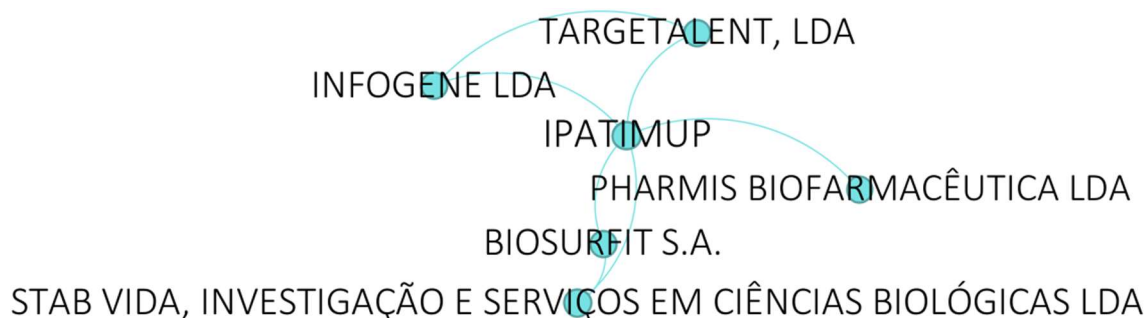 TARGETALENT, LDA
INFOGENE LDA
IPATIMUP
PHARMIS BIOFARMACÊUTICA LDA
BIOSURFIT S.A.
STAB VIDA, INVESTIGAÇÃO E SERVIÇOS EM CIÊNCIAS BIOLÓGICAS LDA